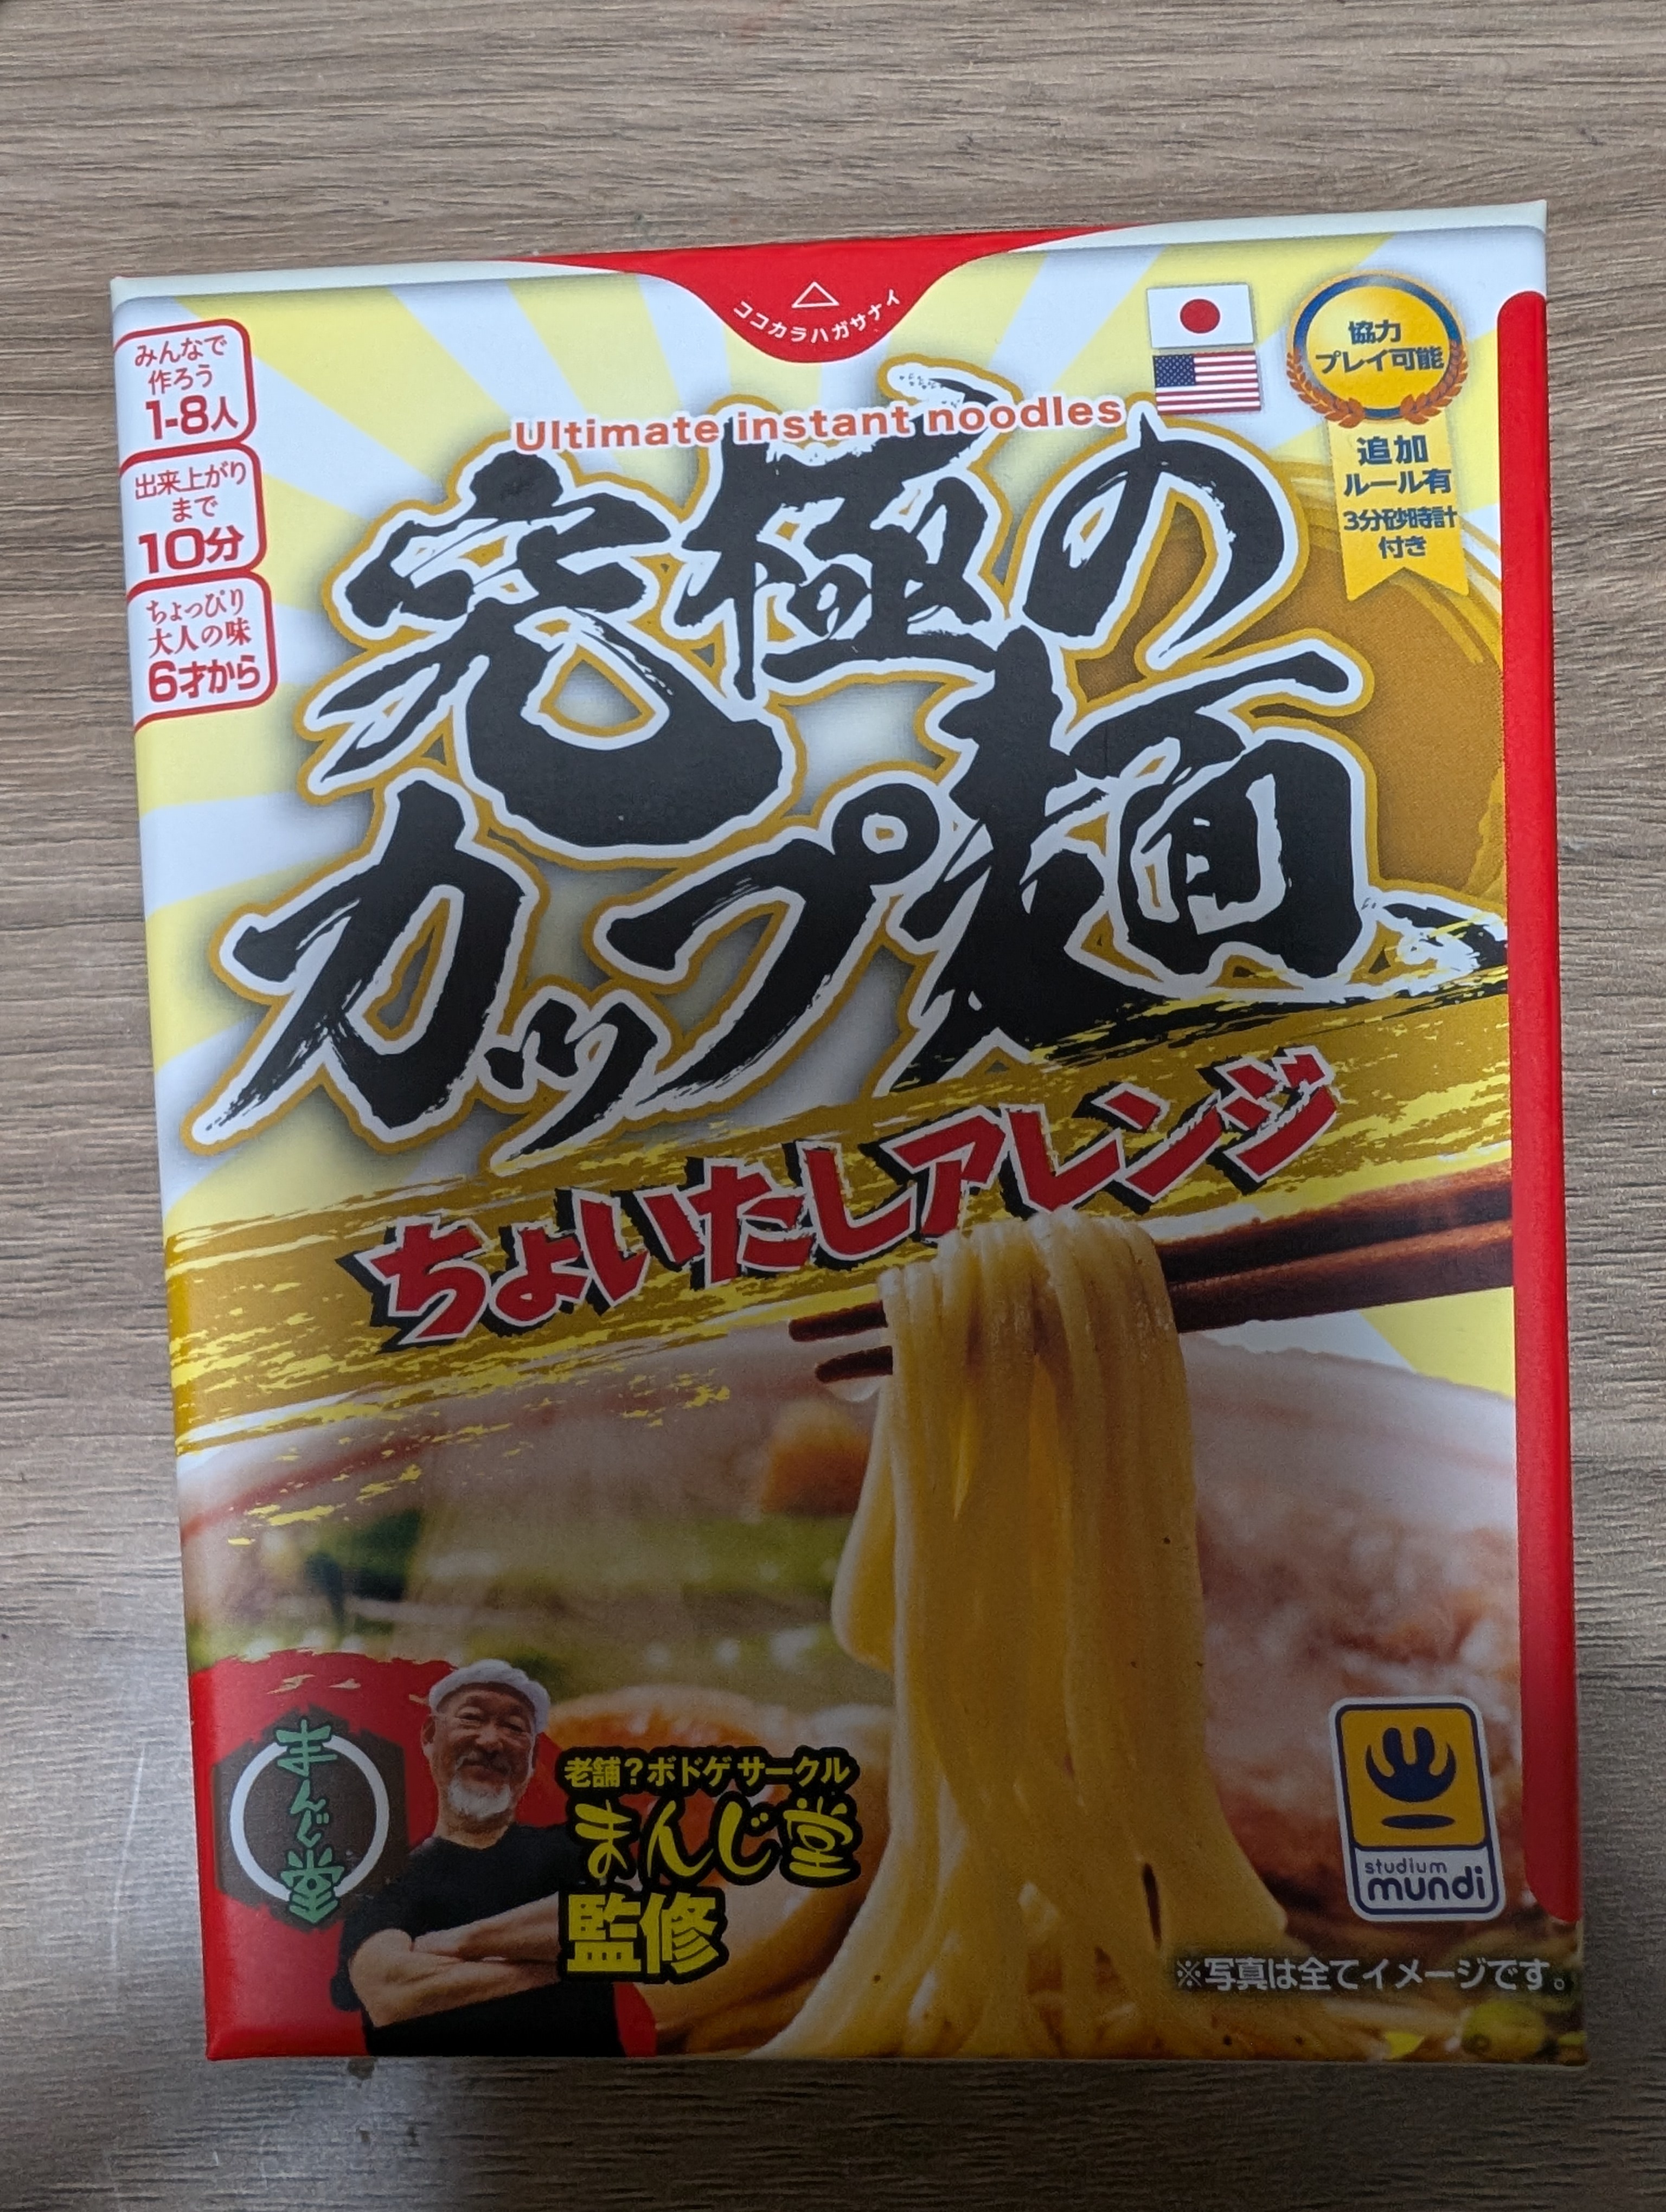 ココカラハガサナイ
みんなで
作ろう
1-8人
出来上がり
まで
10分
ちょっぴり
大人の味
6才から
協力
プレイ可能
追加
ルール有
3分砂時計
付き
Ultimate instant noodles
究極の
カップ麺
ちょいたしアレンジ
まんじ堂
老舗?ボドゲサークル
まんじ堂
監修
studium
mundi
※写真は全てイメージです。